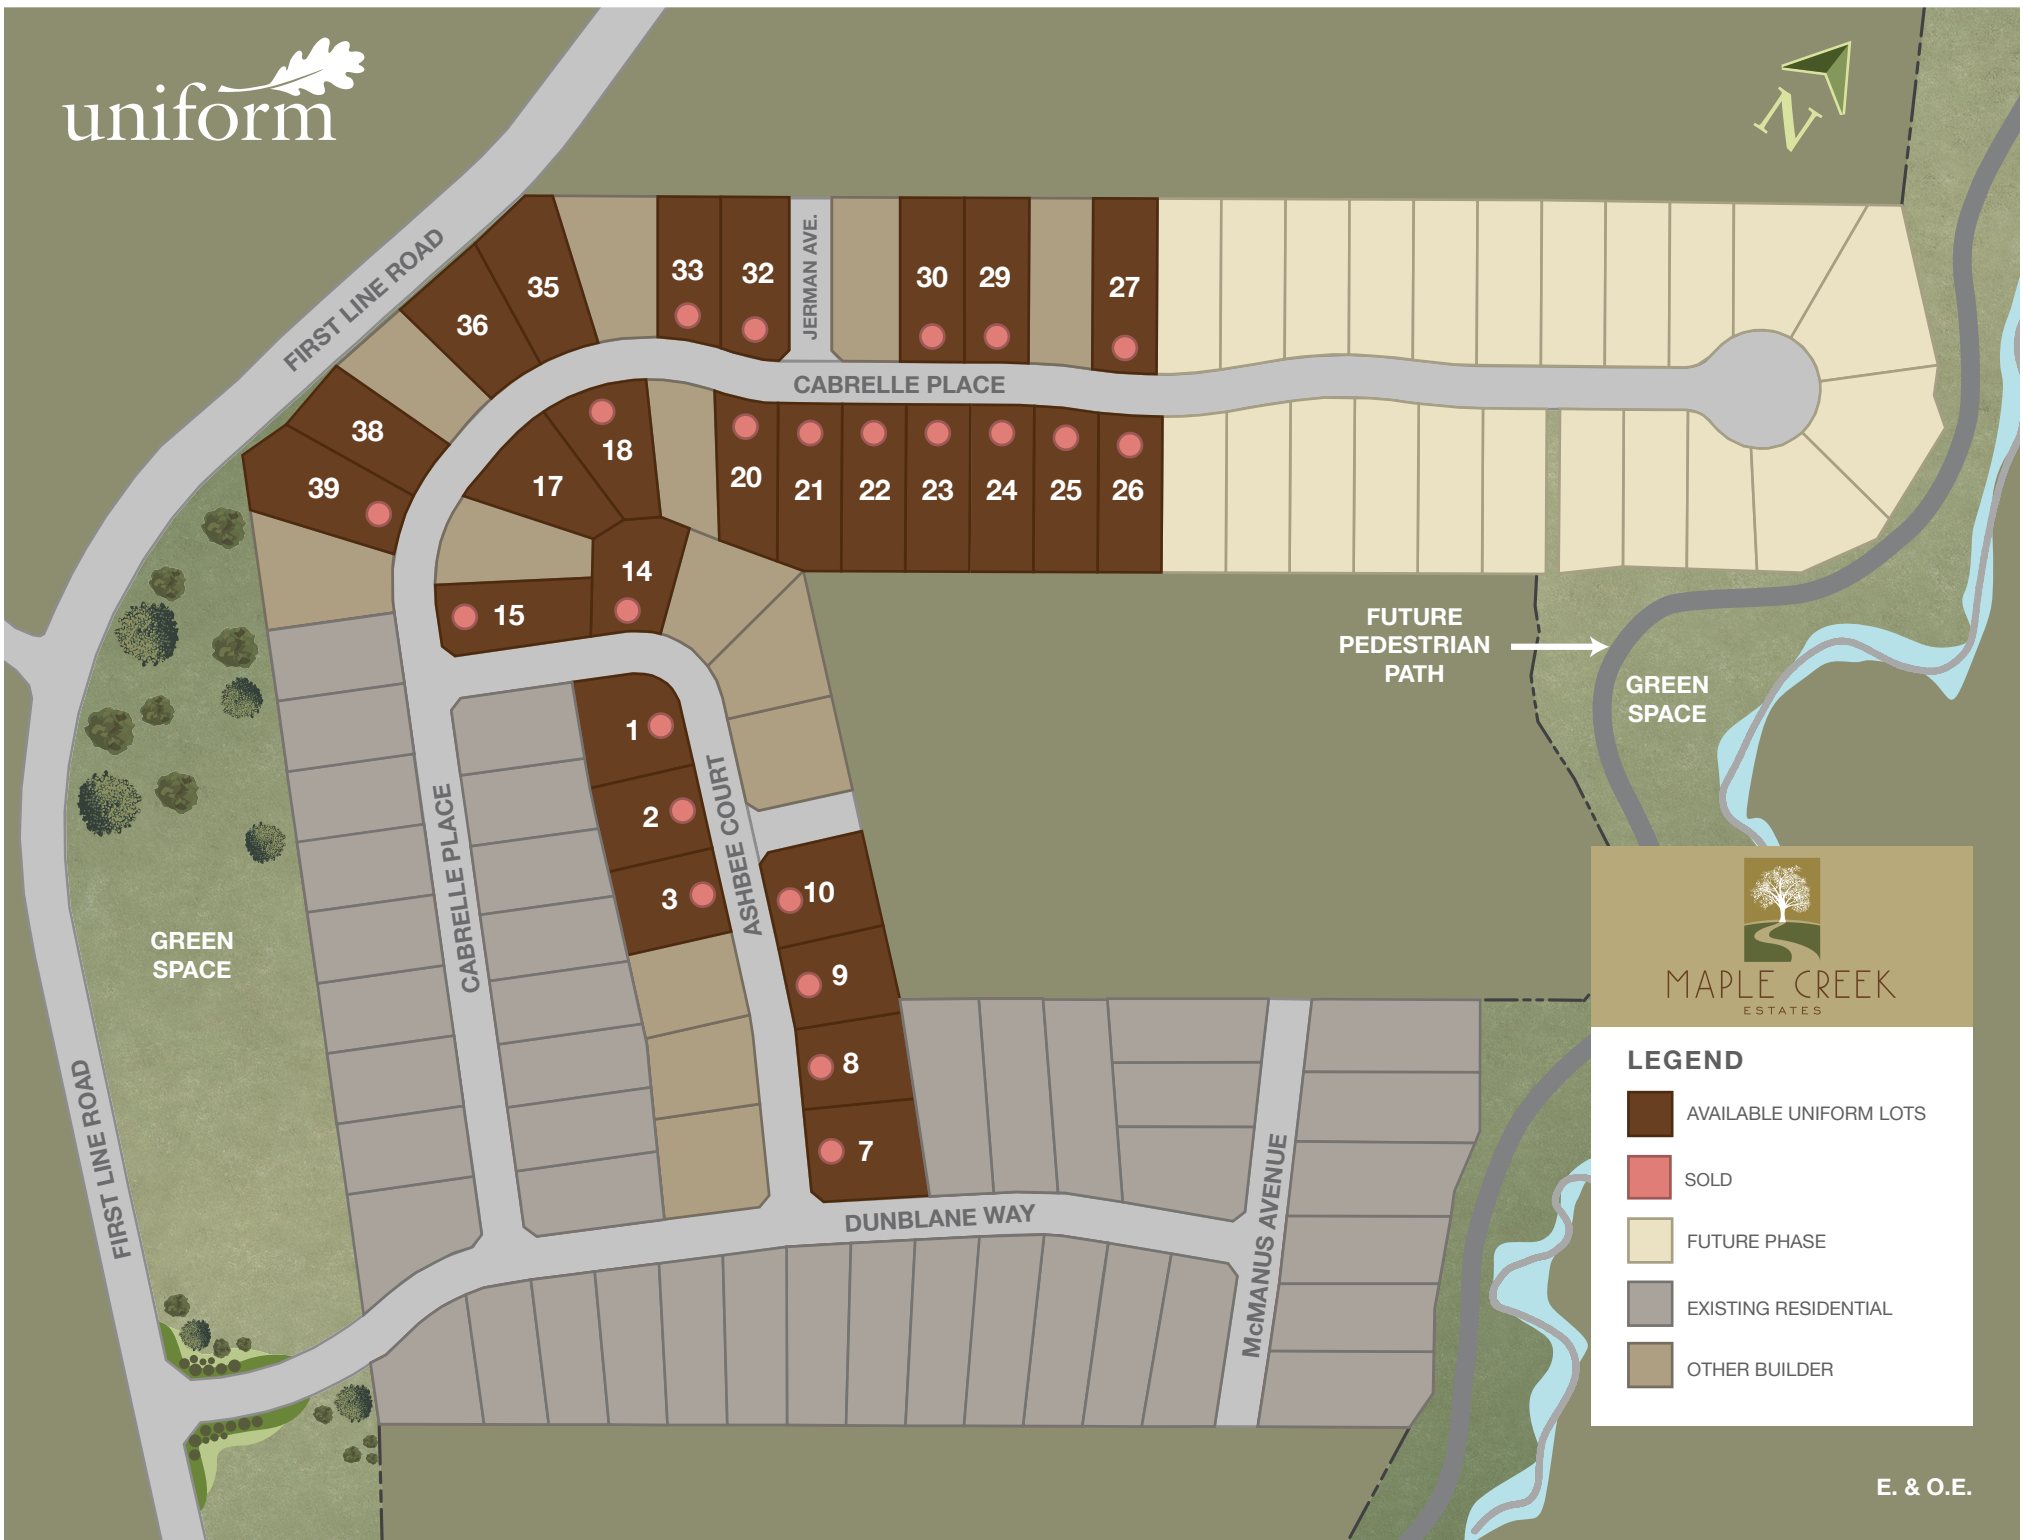 uniform
N
FIRST LINE ROAD
JERMAN AVE.
33
32
30
29
27
35
36
CABRELLE PLACE
38
39
18
17
20
21
22
23
24
25
26
14
15
FUTURE
PEDESTRIAN
PATH
GREEN
SPACE
1
2
3
CABRELLE PLACE
ASHBEE COURT
10
9
8
7
GREEN
SPACE
FIRST LINE ROAD
DUNBLANE WAY
McMANUS AVENUE
MAPLE CREEK
ESTATES
LEGEND
AVAILABLE UNIFORM LOTS
SOLD
FUTURE PHASE
EXISTING RESIDENTIAL
OTHER BUILDER
E. & O.E.